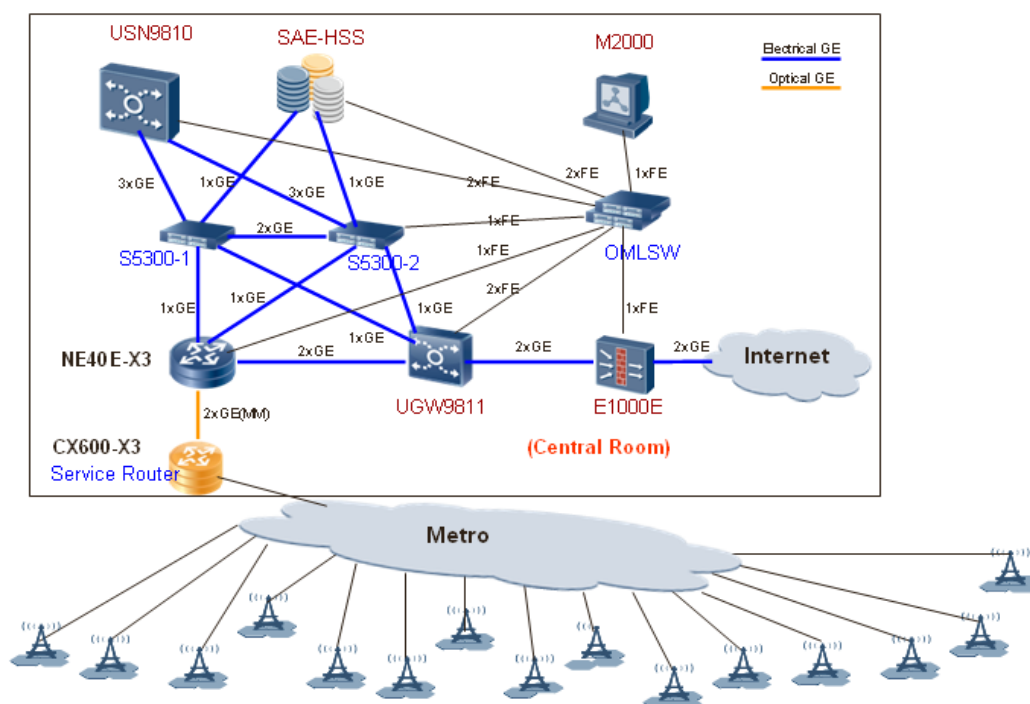 USN9810
SAE-HSS
M2000
Electrical GE
Optical GE
3xGE
1xGE
3xGE
1xGE
2xFE
2xFE
1xFE
2xGE
1xFE
S5300-1
S5300-2
1xFE
OMLSW
1xGE
1xGE
2xFE
1xGE
1xFE
1xGE
NE40E-X3
2xGE
2xGE
2xGE
Internet
UGW9811
E1000E
2xGE(MM)
CX600-X3
(Central Room)
Service Router
Metro